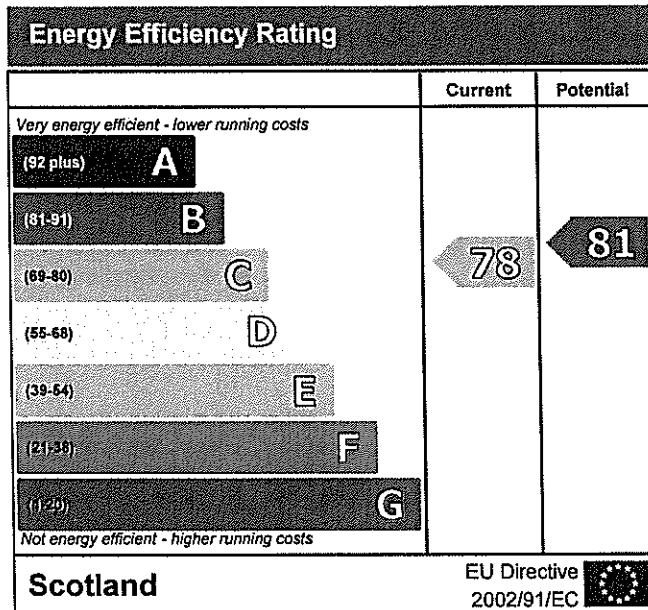 Energy Efficiency Rating
Current Potential
Very energy efficient - lower running costs
(92 plus) A
(81-91) B
(69-80) C
78
81
(55-68) D
(39-54) E
(21-38) F
(1-20) G
Not energy efficient - higher running costs
Scotland
EU Directive
2002/91/EC